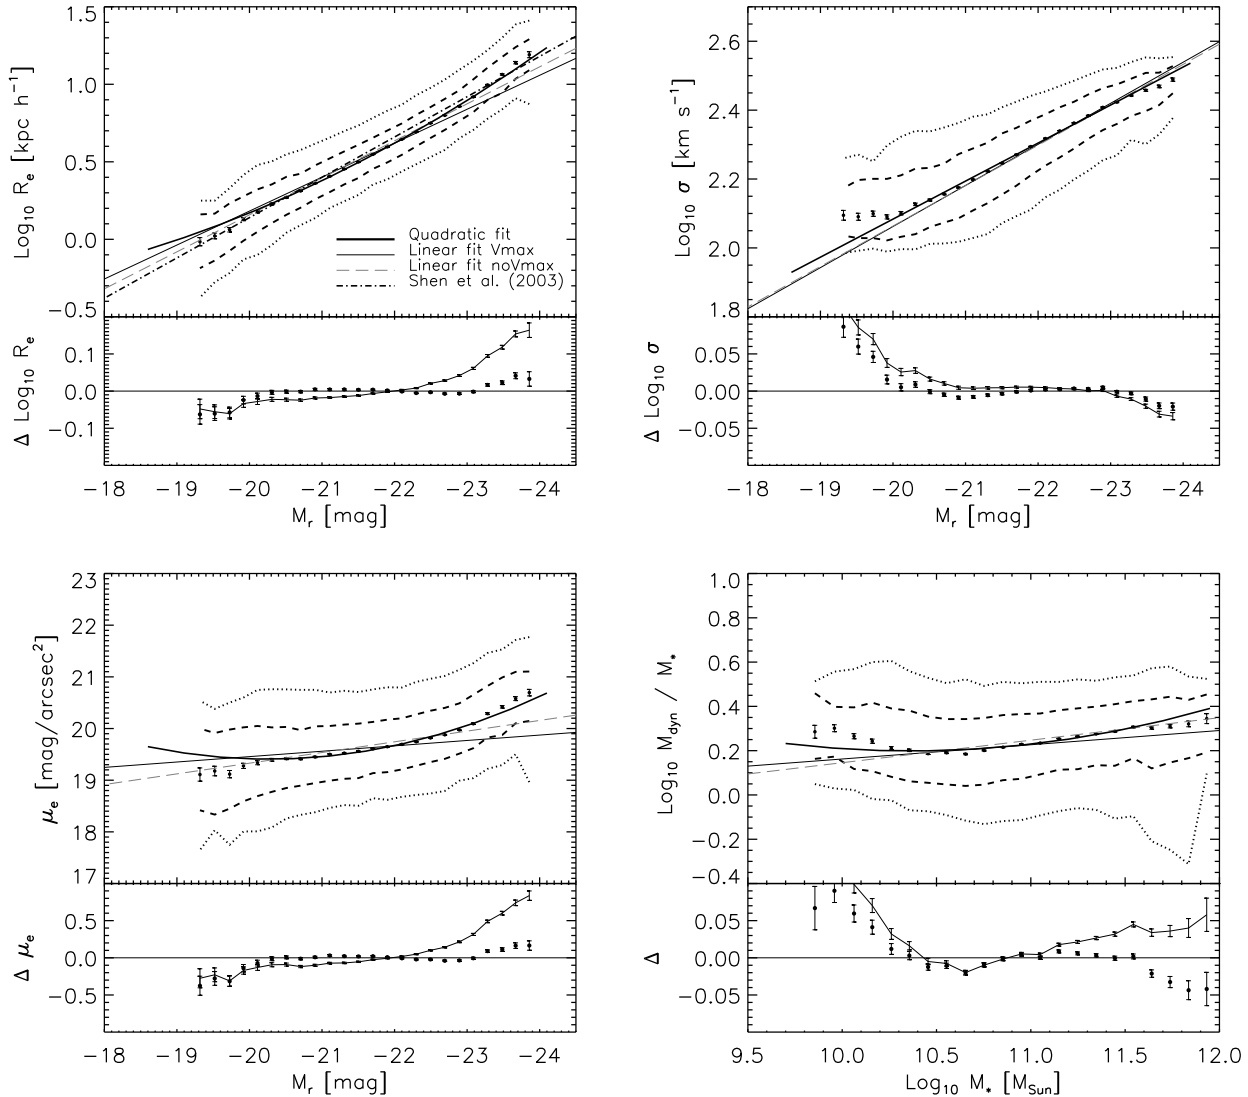 1.5
1.0
0.5
0.0
−0.5
Log₁₀ Rₑ [kpc h⁻¹]
Quadratic fit
Linear fit Vmax
Linear fit noVmax
Shen et al. (2003)
0.1
0.0
−0.1
Δ Log₁₀ Rₑ
−18 −19 −20 −21 −22 −23 −24
Mᵣ [mag]
2.6
2.4
2.2
2.0
1.8
Log₁₀ σ [km s⁻¹]
0.05
0.00
−0.05
Δ Log₁₀ σ
−18 −19 −20 −21 −22 −23 −24
Mᵣ [mag]
23
22
21
20
19
18
17
μₑ [mag/arcsec²]
0.5
0.0
−0.5
Δ μₑ
−18 −19 −20 −21 −22 −23 −24
Mᵣ [mag]
1.0
0.8
0.6
0.4
0.2
0.0
−0.2
−0.4
Log₁₀ M_dyn / M_*
0.05
0.00
−0.05
Δ
9.5 10.0 10.5 11.0 11.5 12.0
Log₁₀ M_* [M_Sun]